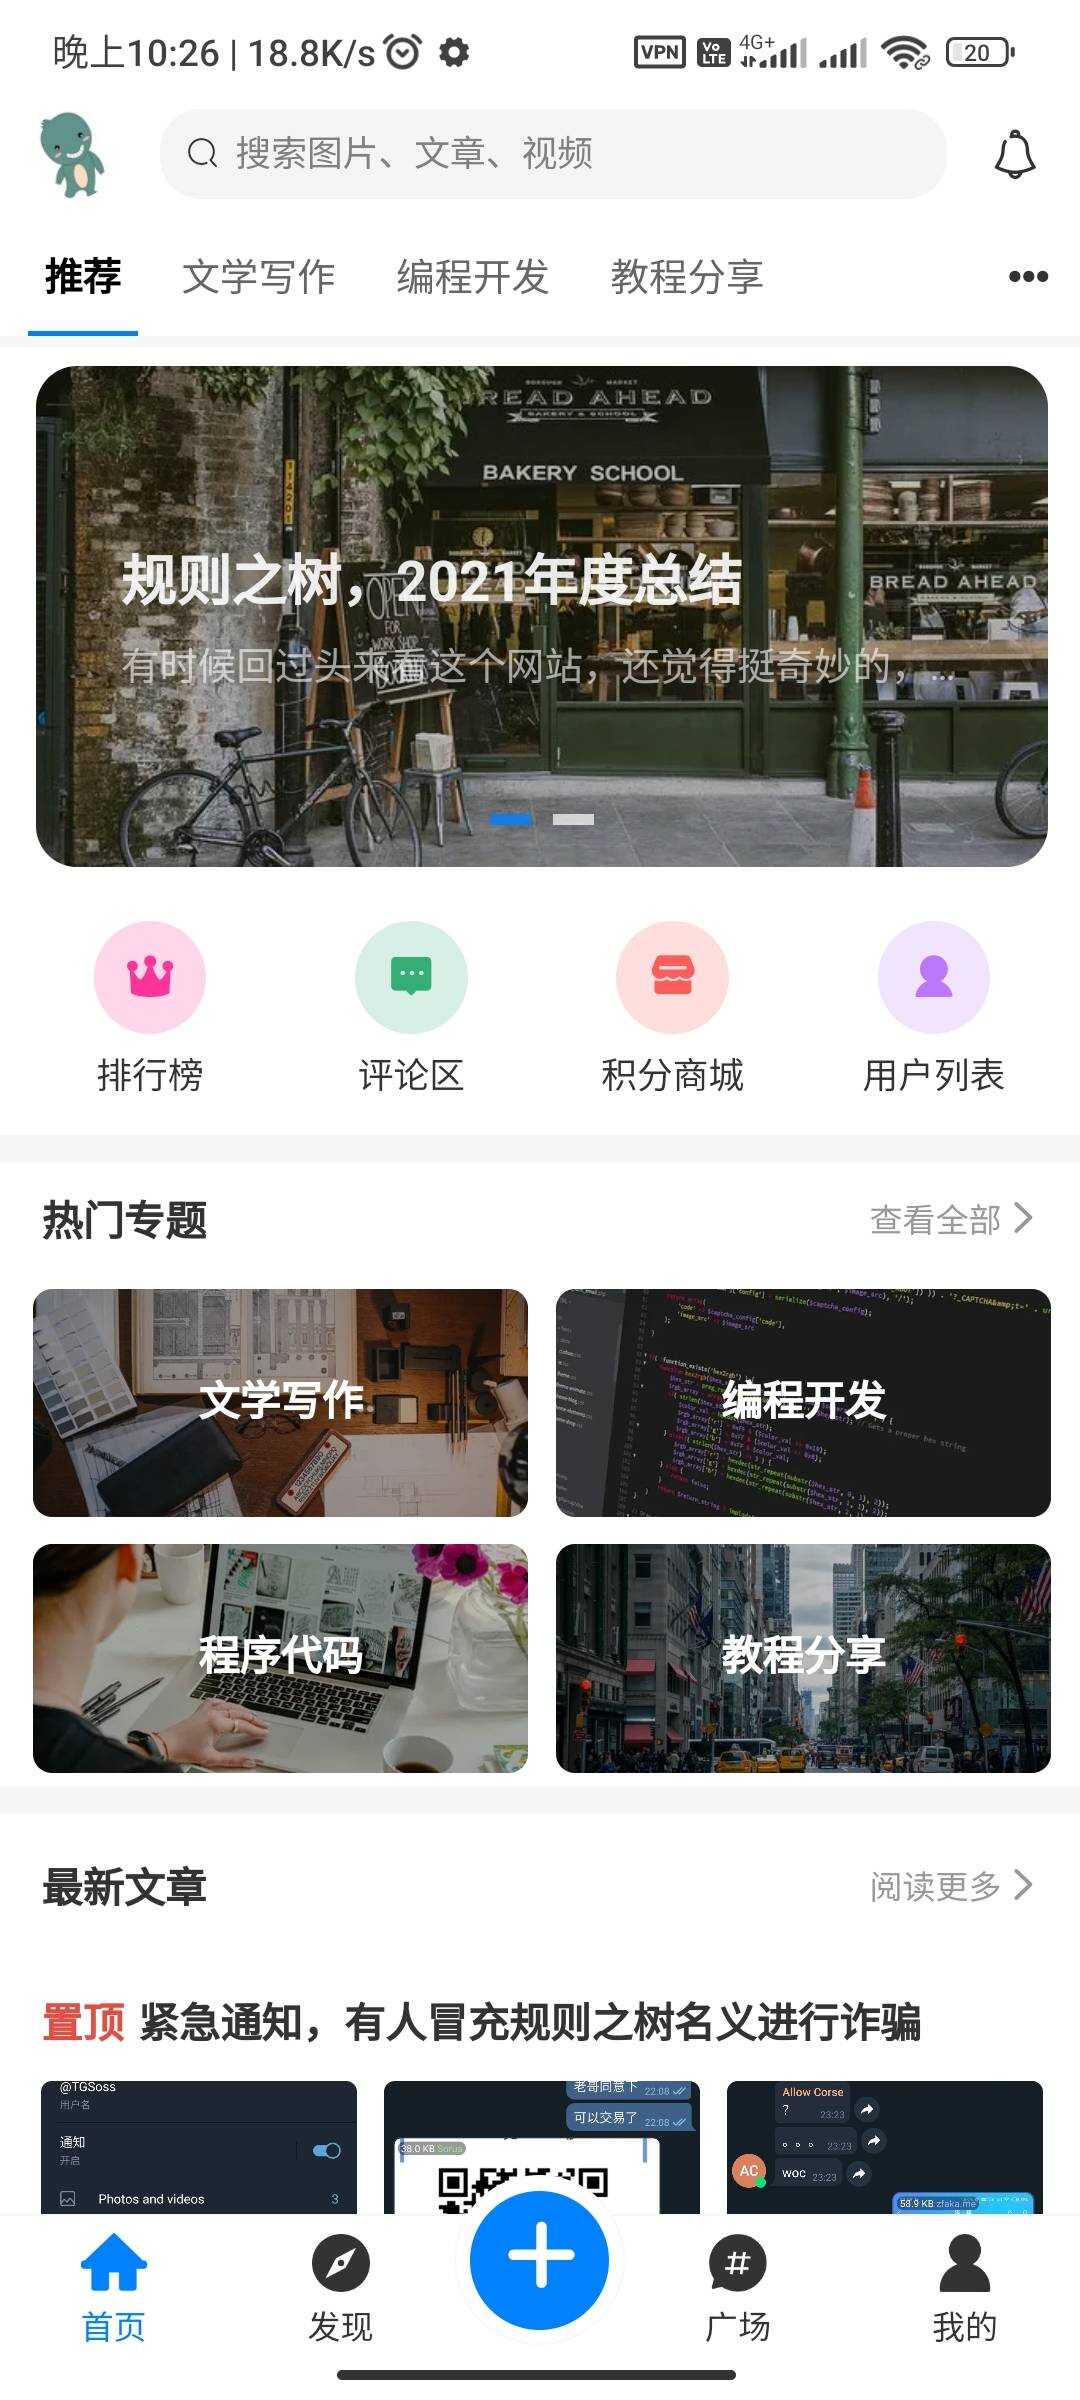 晚上10:26 | 18.8K/s
VPN
VoLTE
4G+
20
搜索图片、文章、视频
推荐
文学写作
编程开发
教程分享
BOROUGH MARKET
READ AHEAD
BAKERY & SCHOOL
BAKERY SCHOOL
规则之树，2021年度总结
BREAD AHEAD
OPEN
FOR
有时候回过头来看这个网站，还觉得挺奇妙的，...
排行榜
评论区
积分商城
用户列表
热门专题
查看全部
文学写作
编程开发
程序代码
教程分享
最新文章
阅读更多
置顶 紧急通知，有人冒充规则之树名义进行诈骗
@TGSoss
用户名
通知
开启
Photos and videos
3
老哥同意下 22:08
可以交易了 22:08
38.0 KB Sorus
Allow Corse
? 23:23
。。。 23:23
AC
woc 23:23
58.9 KB zfaka.me
首页
发现
广场
我的